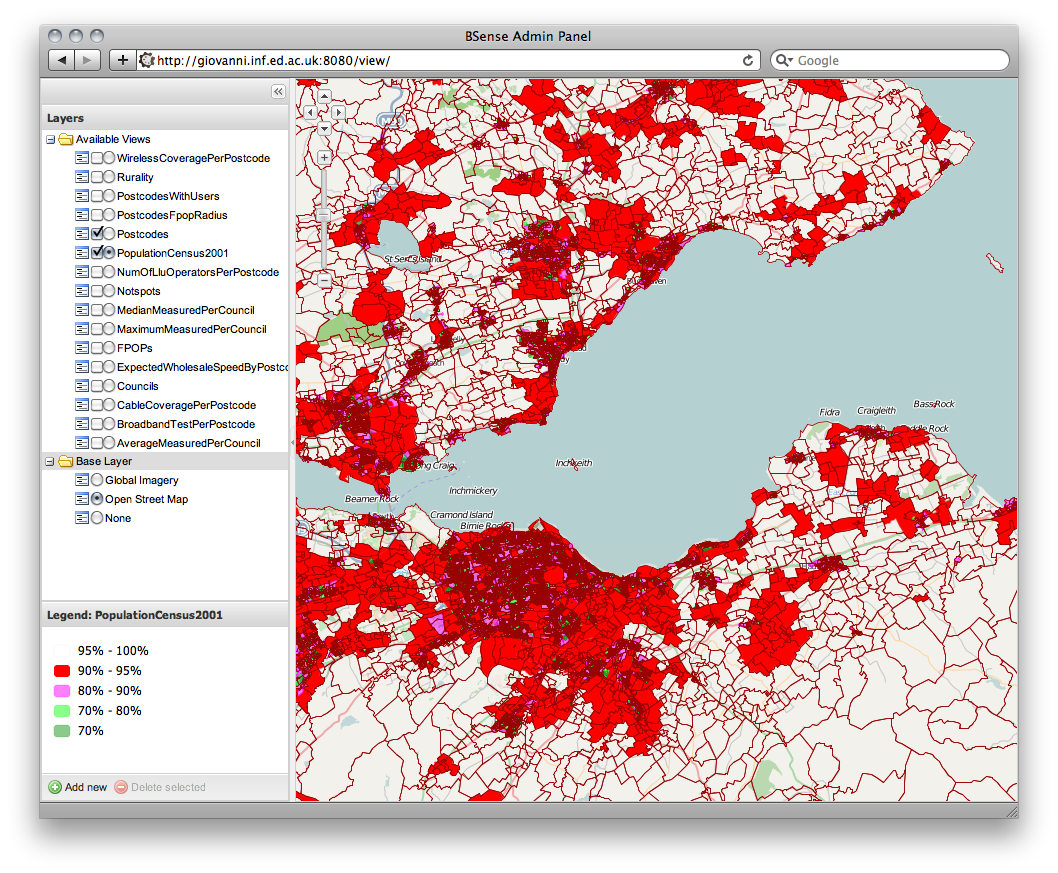 BSense Admin Panel
http://giovanni.inf.ed.ac.uk:8080/view/
Google
Layers
Available Views
WirelessCoveragePerPostcode
Rurality
PostcodesWithUsers
PostcodesFpopRadius
Postcodes
PopulationCensus2001
NumOfLluOperatorsPerPostcode
Notspots
MedianMeasuredPerCouncil
MaximumMeasuredPerCouncil
FPOPs
ExpectedWholesaleSpeedByPostco
Councils
CableCoveragePerPostcode
BroadbandTestPerPostcode
AverageMeasuredPerCouncil
Base Layer
Global Imagery
Open Street Map
None
Legend: PopulationCensus2001
95% - 100%
90% - 95%
80% - 90%
70% - 80%
70%
Add new
Delete selected
St Serf's Island
Fidra
Craigleith
Bass Rock
Inchkeith
Inchmickery
Beamer Rock
Cramond Island
Birnie Rocks